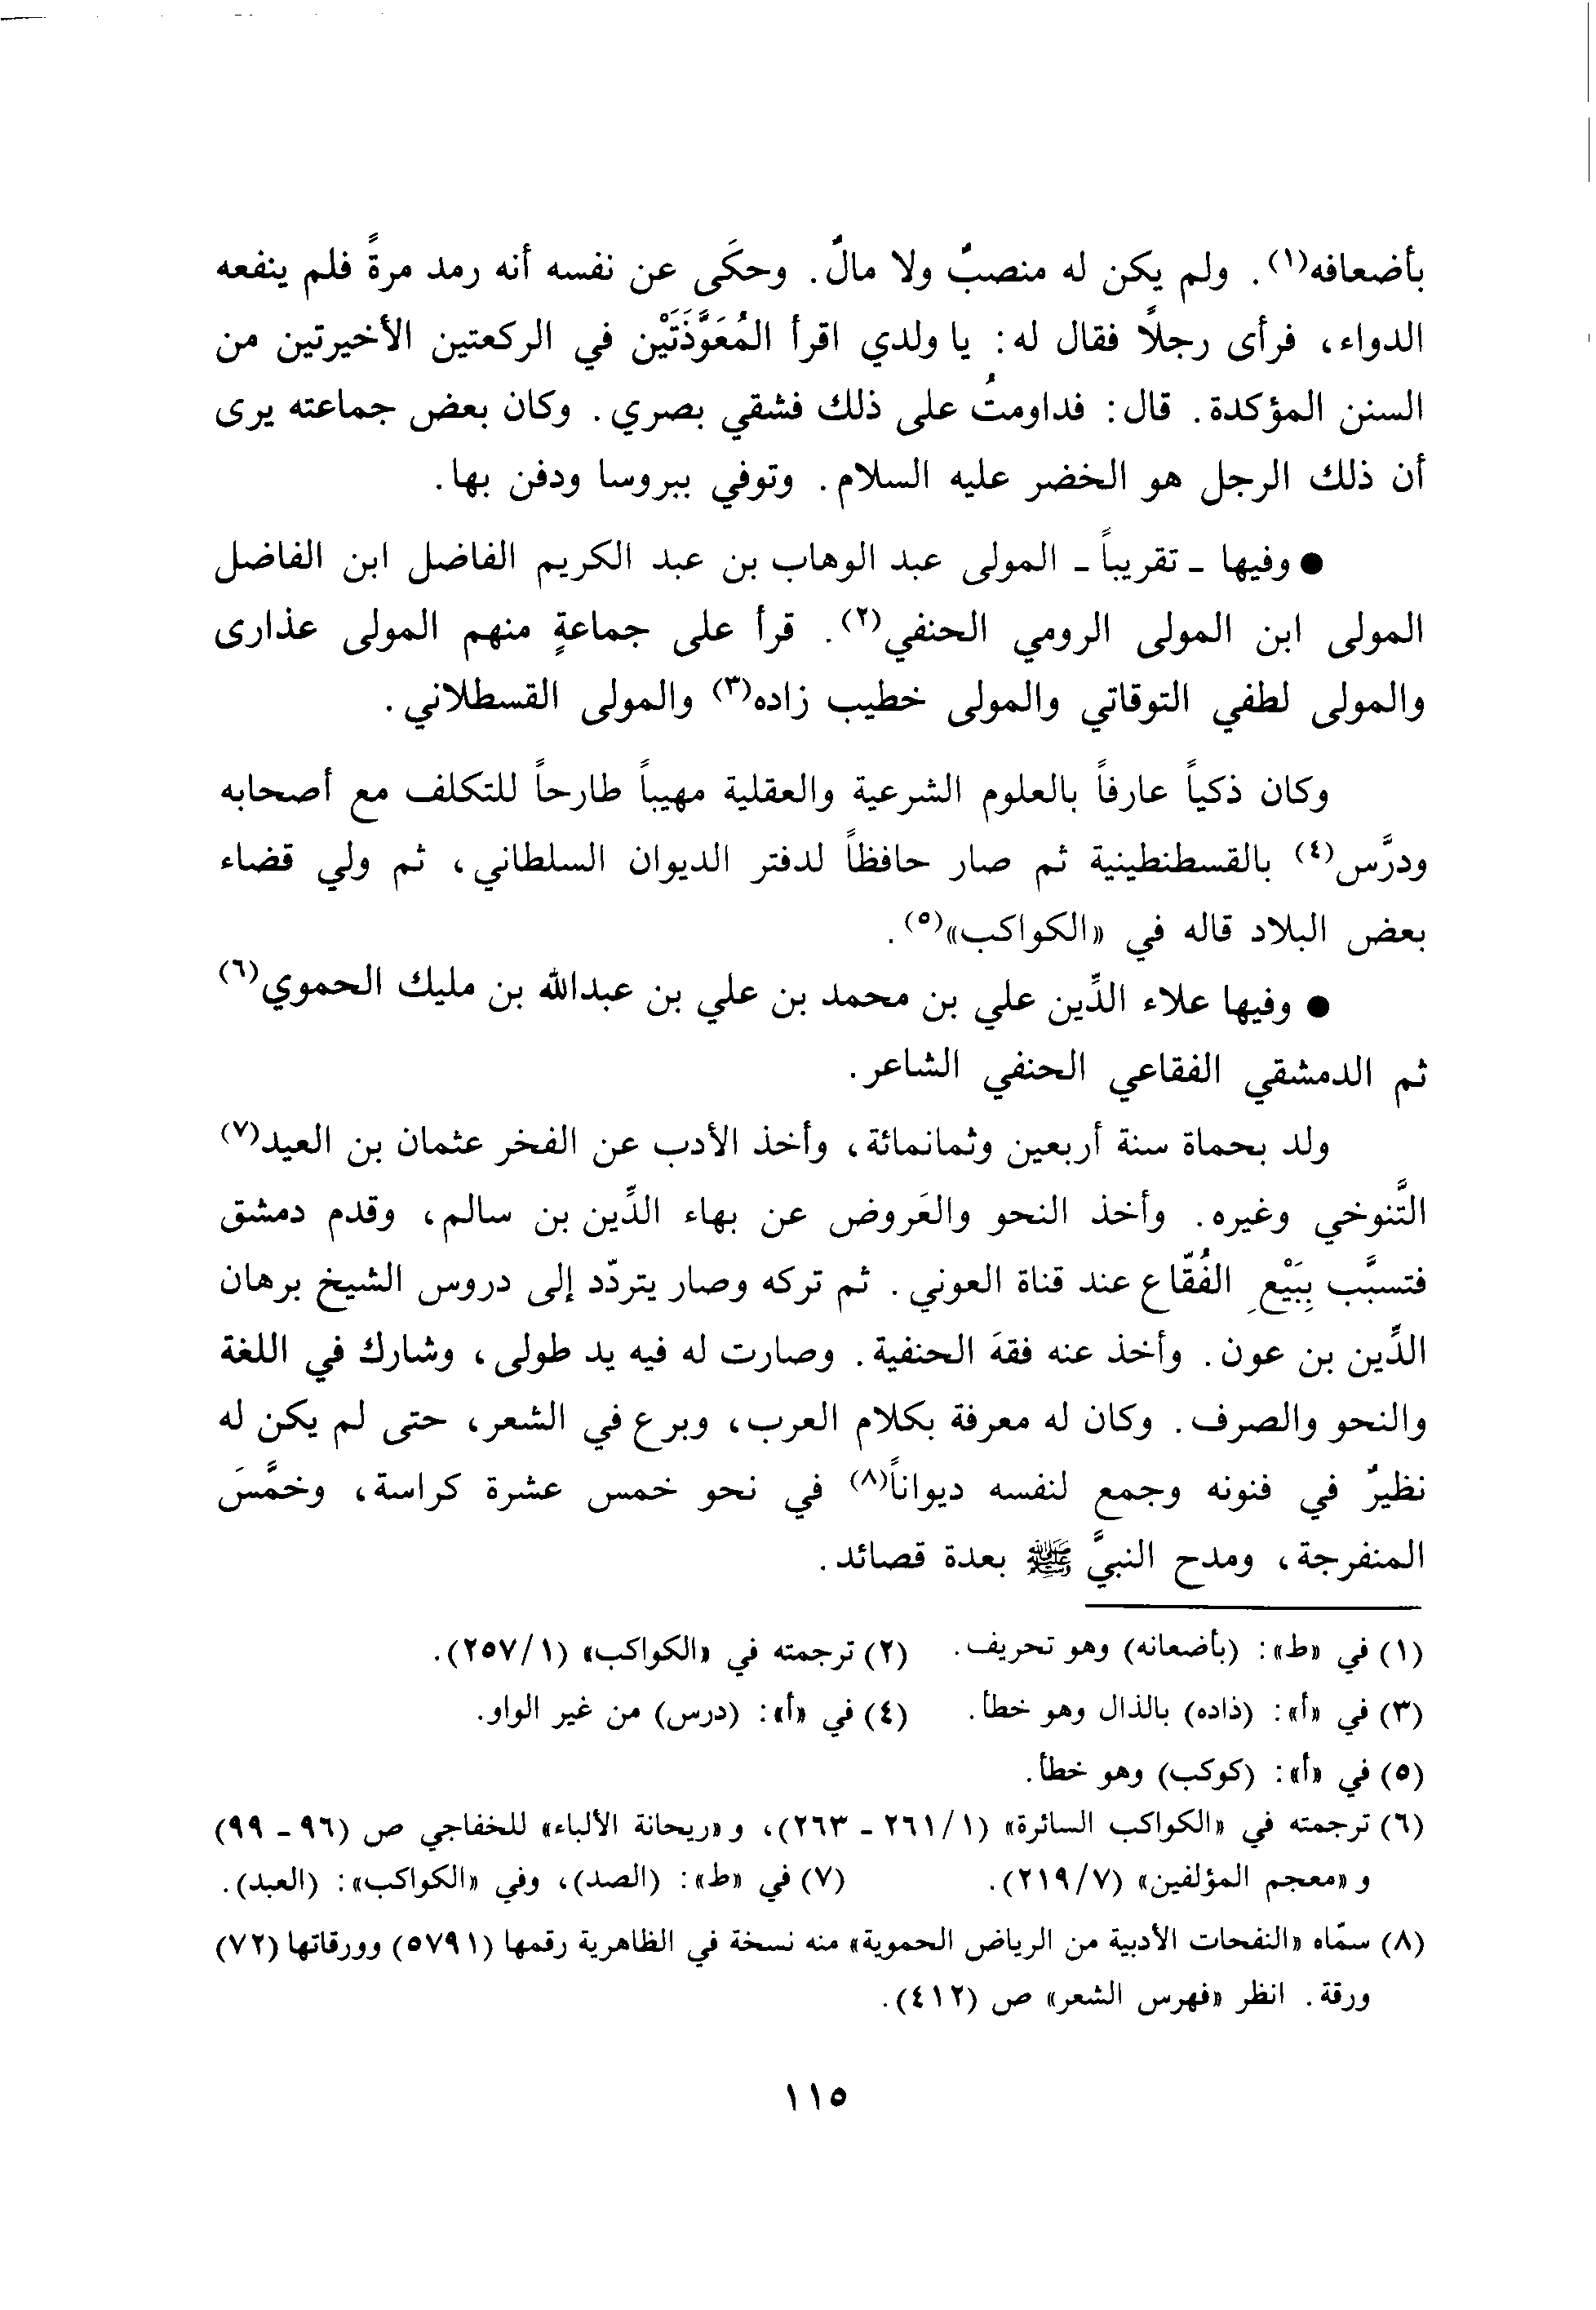 بأضعافه(١). ولم يكن له منصبٌ ولا مالٌ. وحكَى عن نفسه أنه رمد مرةً فلم ينفعه
الدواء، فرأى رجلاً فقال له: يا ولدي اقرأ المُعَوَّذَتَيْن في الركعتين الأخيرتين من
السنن المؤكدة. قال: فداومتُ على ذلك فشقي بصري. وكان بعض جماعته يرى
أن ذلك الرجل هو الخضر عليه السلام. وتوفي ببروسا ودفن بها.
● وفيها - تقريباً - المولى عبد الوهاب بن عبد الكريم الفاضل ابن الفاضل
المولى ابن المولى الرومي الحنفي(٢). قرأ على جماعةٍ منهم المولى عذارى
والمولى لطفي التوقاتي والمولى خطيب زاده(٣) والمولى القسطلاني.
وكان ذكياً عارفاً بالعلوم الشرعية والعقلية مهيباً طارحاً للتكلف مع أصحابه
ودرَّس(٤) بالقسطنطينية ثم صار حافظاً لدفتر الديوان السلطاني، ثم ولي قضاء
بعض البلاد قاله في «الكواكب»(٥).
● وفيها علاء الدِّين علي بن محمد بن علي بن عبدالله بن مليك الحموي(٦)
ثم الدمشقي الفقاعي الحنفي الشاعر.
ولد بحماة سنة أربعين وثمانمائة، وأخذ الأدب عن الفخر عثمان بن العيد(٧)
التَّنوخي وغيره. وأخذ النحو والعَروض عن بهاء الدِّين بن سالم، وقدم دمشق
فتسبَّب بِبَيْعِ الفُقّاع عند قناة العوني. ثم تركه وصار يتردّد إلى دروس الشيخ برهان
الدِّين بن عون. وأخذ عنه فقهَ الحنفية. وصارت له فيه يد طولى، وشارك في اللغة
والنحو والصرف. وكان له معرفة بكلام العرب، وبرع في الشعر، حتى لم يكن له
نظيرٌ في فنونه وجمع لنفسه ديواناً(٨) في نحو خمس عشرة كراسة، وخمَّسَ
المنفرجة، ومدح النبيَّ ﷺ بعدة قصائد.
(١) في «ط»: (بأضعانه) وهو تحريف. (٢) ترجمته في «الكواكب» (١/٢٥٧).
(٣) في «أ»: (ذاده) بالذال وهو خطأ. (٤) في «أ»: (درس) من غير الواو.
(٥) في «أ»: (كوكب) وهو خطأ.
(٦) ترجمته في «الكواكب السائرة» (١/٢٦١ - ٢٦٣)، و«ريحانة الألباء» للخفاجي ص (٩٦ - ٩٩)
و«معجم المؤلفين» (٧/٢١٩). (٧) في «ط»: (الصد)، وفي «الكواكب»: (العبد).
(٨) سمّاه «النفحات الأدبية من الرياض الحموية» منه نسخة في الظاهرية رقمها (٥٧٩١) وورقاتها (٧٢)
ورقة. انظر «فهرس الشعر» ص (٤١٢).
١١٥